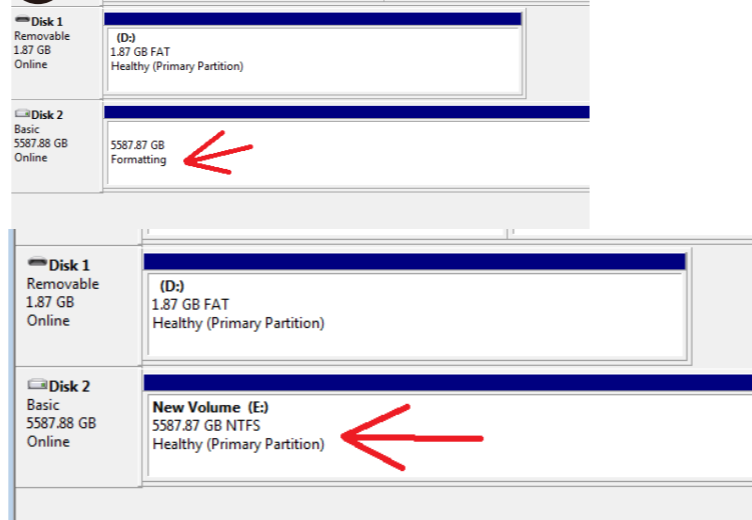 Disk 1
Removable
1.87 GB
Online
(D:)
1.87 GB FAT
Healthy (Primary Partition)
Disk 2
Basic
5587.88 GB
Online
5587.87 GB
Formatting
Disk 1
Removable
1.87 GB
Online
(D:)
1.87 GB FAT
Healthy (Primary Partition)
Disk 2
Basic
5587.88 GB
Online
New Volume (E:)
5587.87 GB NTFS
Healthy (Primary Partition)